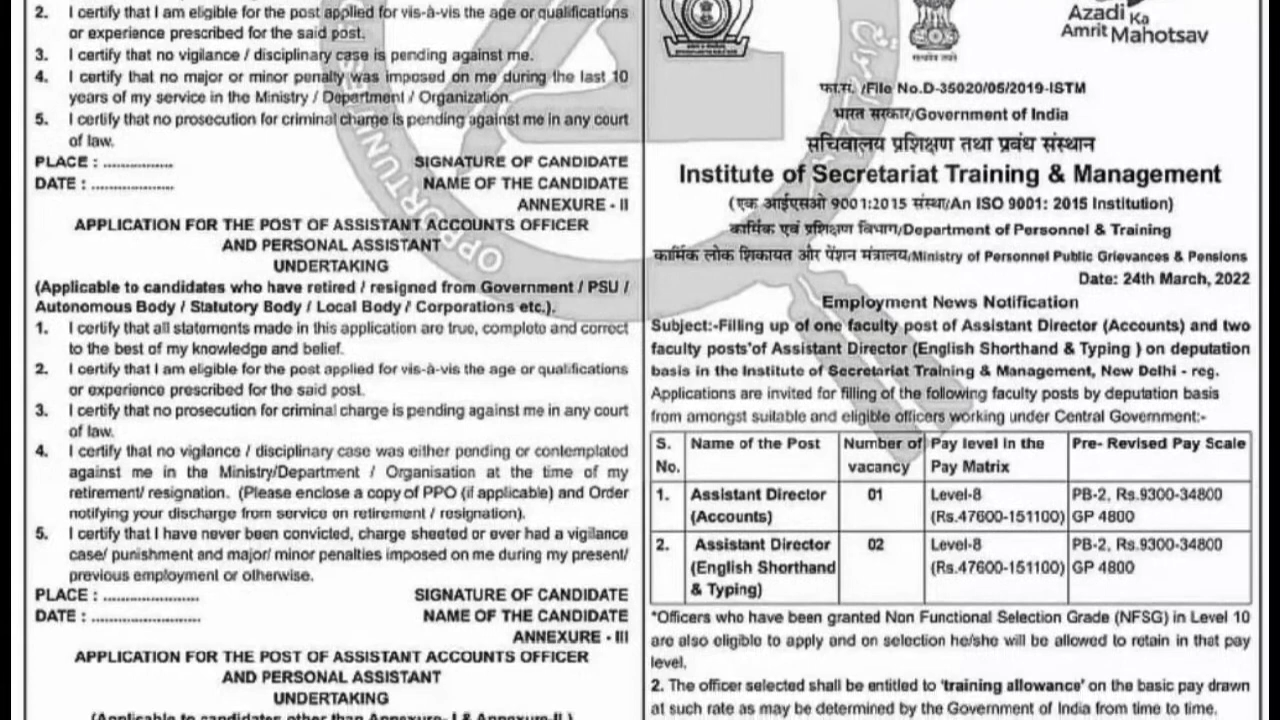 2. I certify that I am eligible for the post applied for vis-à-vis the age or qualifications
or experience prescribed for the said post.
3. I certify that no vigilance / disciplinary case is pending against me.
4. I certify that no major or minor penalty was imposed on me during the last 10
years of my service in the Ministry / Department / Organization
5. I certify that no prosecution for criminal charge is pending against me in any court
of law.
PLACE : .................. SIGNATURE OF CANDIDATE
DATE : ..................... NAME OF THE CANDIDATE
ANNEXURE - II
APPLICATION FOR THE POST OF ASSISTANT ACCOUNTS OFFICER
AND PERSONAL ASSISTANT
UNDERTAKING
(Applicable to candidates who have retired / resigned from Government / PSU /
Autonomous Body / Statutory Body / Local Body / Corporations etc.).
1. I certify that all statements made in this application are true, complete and correct
to the best of my knowledge and belief.
2. I certify that I am eligible for the post applied for vis-à-vis the age or qualifications
or experience prescribed for the said post.
3. I certify that no prosecution for criminal charge is pending against me in any court
of law.
4. I certify that no vigilance / disciplinary case was either pending or contemplated
against me in the Ministry/Department / Organisation at the time of my
retirement/ resignation. (Please enclose a copy of PPO (if applicable) and Order
notifying your discharge from service on retirement / resignation).
5. I certify that I have never been convicted, charge sheeted or ever had a vigilance
case/ punishment and major/ minor penalties imposed on me during my present/
previous employment or otherwise.
PLACE : ......................... SIGNATURE OF CANDIDATE
DATE : ............................ NAME OF THE CANDIDATE
ANNEXURE - III
APPLICATION FOR THE POST OF ASSISTANT ACCOUNTS OFFICER
AND PERSONAL ASSISTANT
UNDERTAKING
(Applicable to candidates other than Annexure- I & Annexure-II )
Azadi Ka
Amrit Mahotsav
फा.सं. /File No.D-35020/05/2019-ISTM
भारत सरकार/Government of India
सचिवालय प्रशिक्षण तथा प्रबंध संस्थान
Institute of Secretariat Training & Management
(एक आईएसओ 9001:2015 संस्था/An ISO 9001: 2015 Institution)
कार्मिक एवं प्रशिक्षण विभाग/Department of Personnel & Training
कार्मिक लोक शिकायत और पेंशन मंत्रालय/Ministry of Personnel Public Grievances & Pensions
Date: 24th March, 2022
Employment News Notification
Subject:-Filling up of one faculty post of Assistant Director (Accounts) and two
faculty posts'of Assistant Director (English Shorthand & Typing ) on deputation
basis in the Institute of Secretariat Training & Management, New Delhi - reg.
Applications are invited for filling of the following faculty posts by deputation basis
from amongst suitable and eligible officers working under Central Government:-
S. No. Name of the Post Number of vacancy Pay level in the Pay Matrix Pre- Revised Pay Scale
1. Assistant Director (Accounts) 01 Level-8 (Rs.47600-151100) PB-2, Rs.9300-34800 GP 4800
2. Assistant Director (English Shorthand & Typing) 02 Level-8 (Rs.47600-151100) PB-2, Rs.9300-34800 GP 4800
*Officers who have been granted Non Functional Selection Grade (NFSG) in Level 10
are also eligible to apply and on selection he/she will be allowed to retain in that pay
level.
2. The officer selected shall be entitled to 'training allowance' on the basic pay drawn
at such rate as may be determined by the Government of India from time to time.